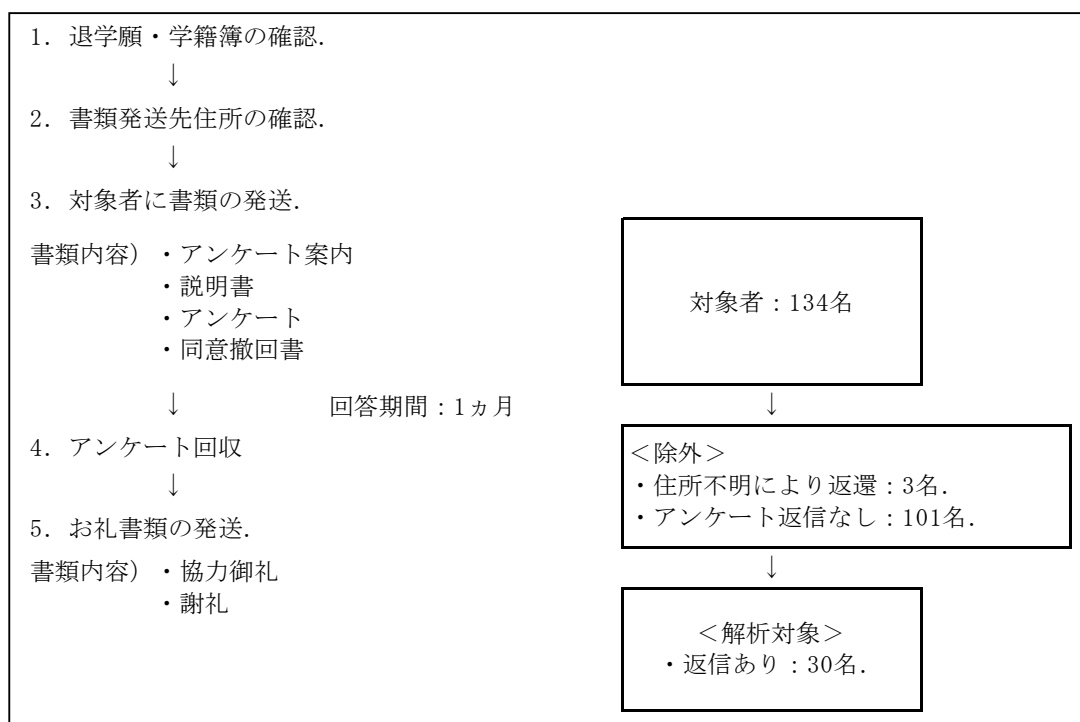 1. 退学願・学籍簿の確認.
↓
2. 書類発送先住所の確認.
↓
3. 対象者に書類の発送.
書類内容）・アンケート案内
・説明書
・アンケート
・同意撤回書
↓ 回答期間：1ヵ月
4. アンケート回収
↓
5. お礼書類の発送.
書類内容）・協力御礼
・謝礼
対象者：134名
↓
＜除外＞
・住所不明により返還：3名.
・アンケート返信なし：101名.
↓
＜解析対象＞
・返信あり：30名.